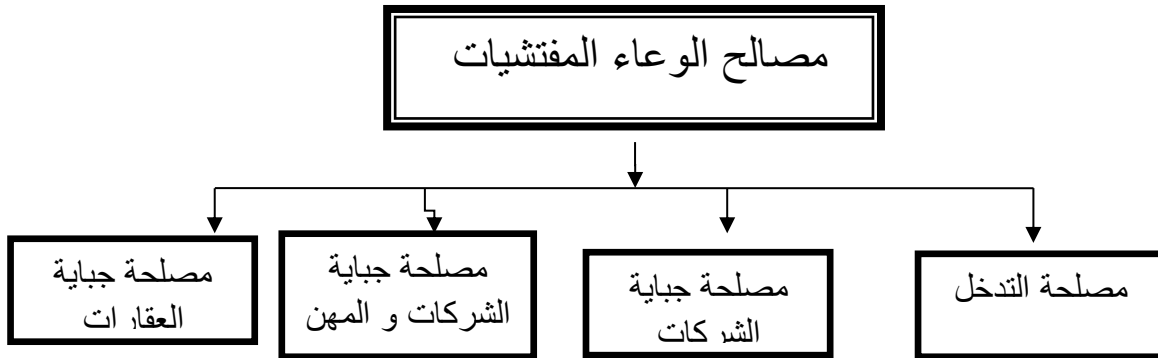 مصالح الوعاء المفتشيات
مصلحة التدخل
مصلحة جباية
الشركات
مصلحة جباية
الشركات و المهن
مصلحة جباية
العقارات